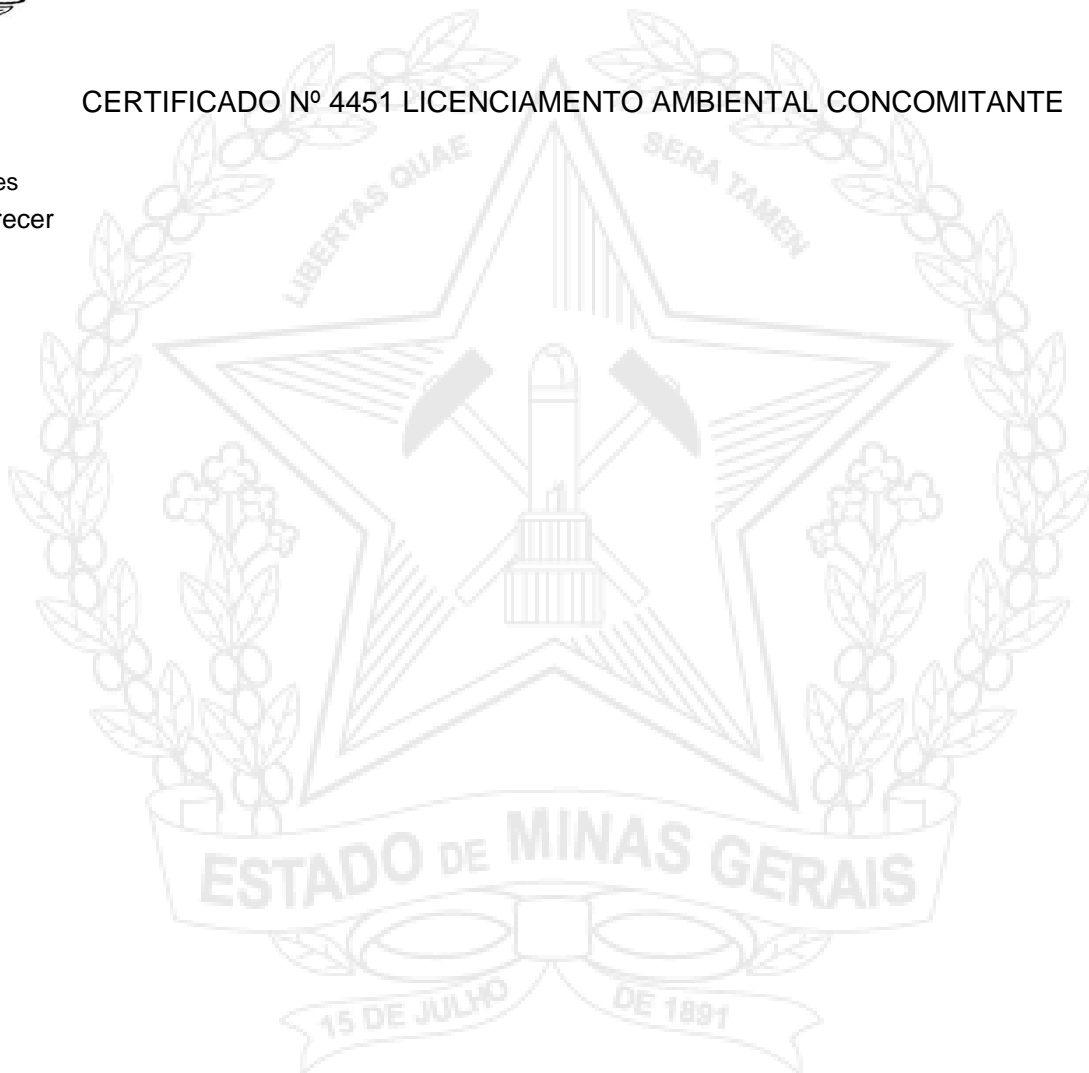 CERTIFICADO Nº 4451 LICENCIAMENTO AMBIENTAL CONCOMITANTE
es
recer
LIBERTAS QUAE SERA TAMEN
ESTADO DE MINAS GERAIS
15 DE JULHO DE 1891